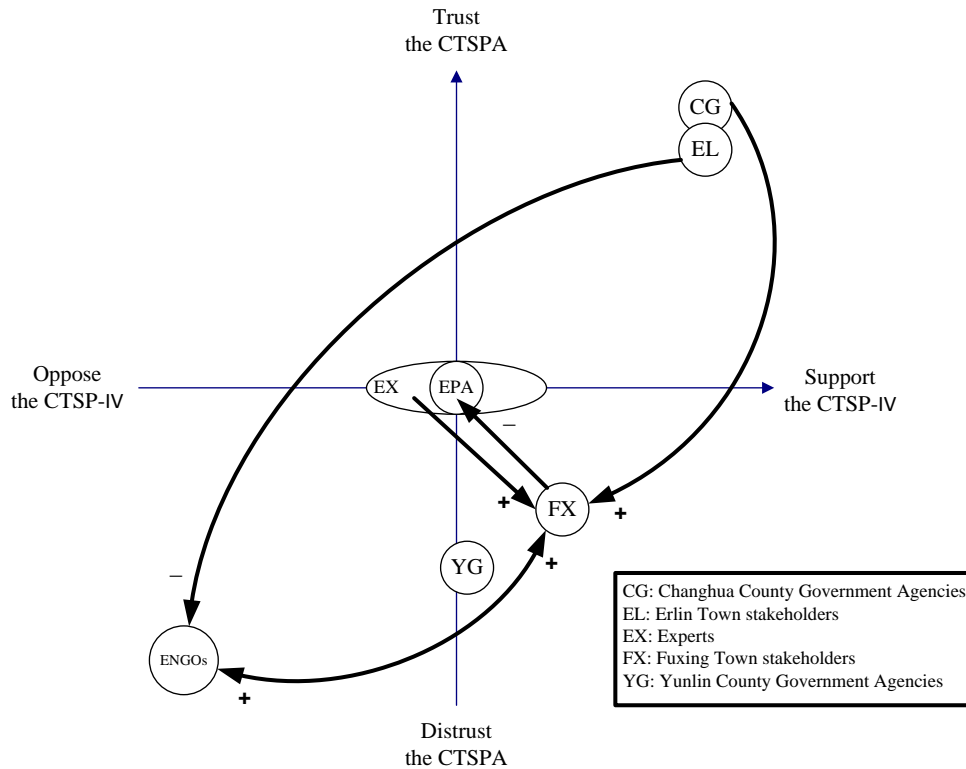 Trust
the CTSPA
CG
EL
Oppose
the CTSP-IV
EX
EPA
Support
the CTSP-IV
–
+
FX
+
YG
+
–
ENGOs
+
CG: Changhua County Government Agencies
EL: Erlin Town stakeholders
EX: Experts
FX: Fuxing Town stakeholders
YG: Yunlin County Government Agencies
Distrust
the CTSPA